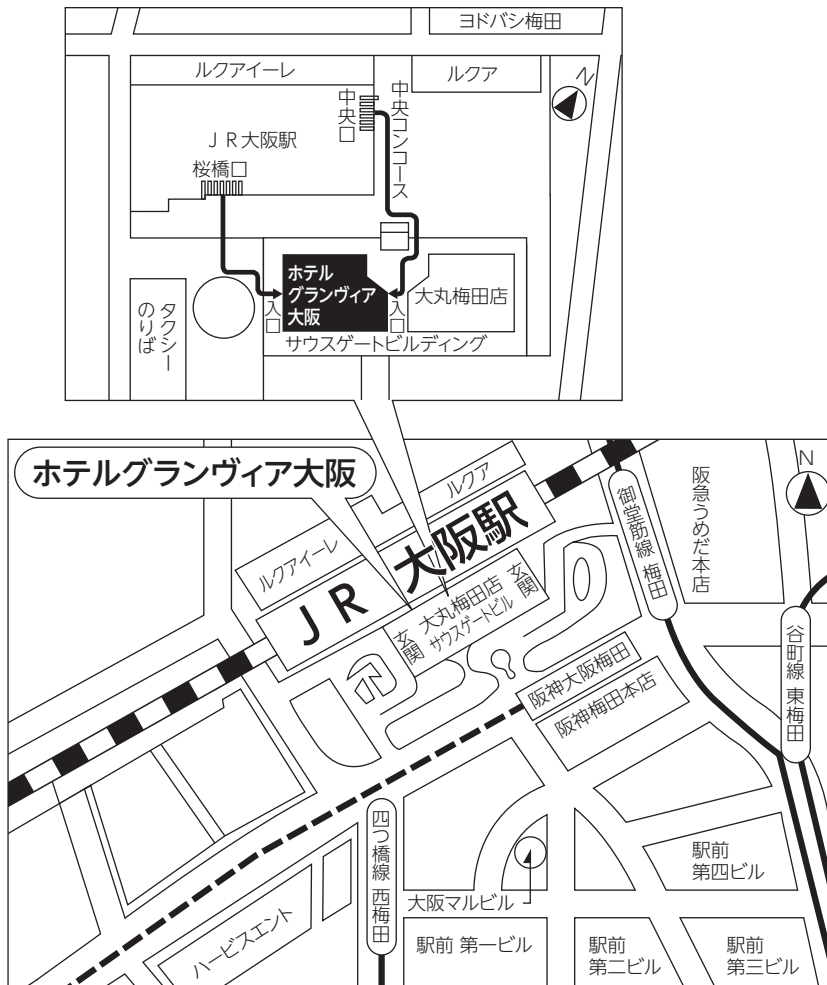 ヨドバシ梅田
ルクアイーレ
ルクア
N
中央口
中央コンコース
ＪＲ大阪駅
桜橋口
ホテル
グランヴィア
大阪
入口
入口
大丸梅田店
タクシー
のりば
サウスゲートビルディング
ホテルグランヴィア大阪
ルクア
N
ルクアイーレ
ＪＲ 大阪駅
御堂筋線 梅田
阪急うめだ本店
大丸梅田店
サウスゲートビル
玄関
玄関
谷町線 東梅田
阪神大阪梅田
阪神梅田本店
四つ橋線 西梅田
大阪マルビル
駅前
第四ビル
ハービスエント
駅前 第一ビル
駅前
第二ビル
駅前
第三ビル